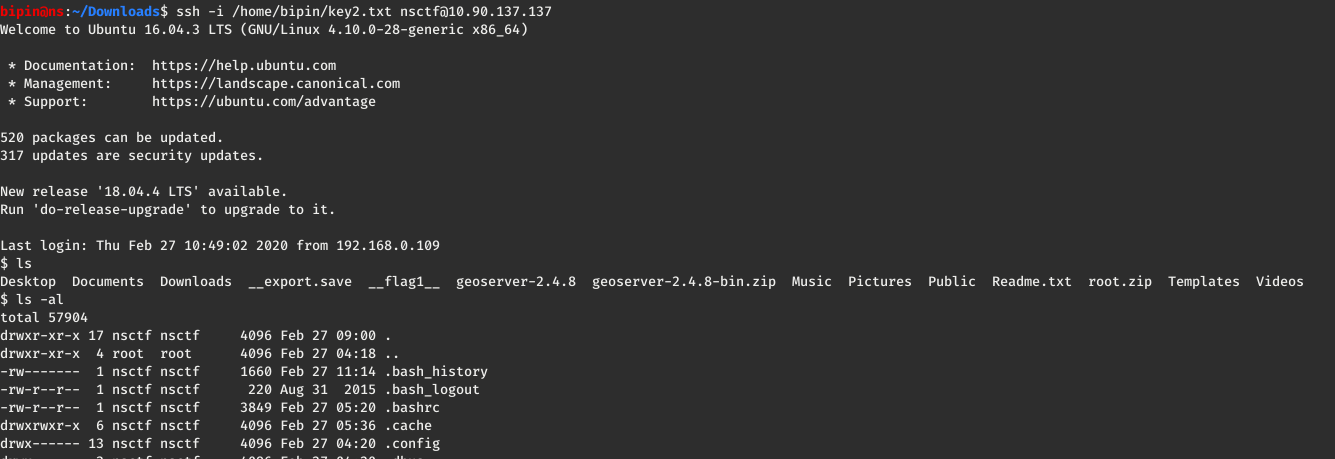 bipin@ns:~/Downloads$ ssh -i /home/bipin/key2.txt nsctf@10.90.137.137
Welcome to Ubuntu 16.04.3 LTS (GNU/Linux 4.10.0-28-generic x86_64)
* Documentation:  https://help.ubuntu.com
* Management:     https://landscape.canonical.com
* Support:        https://ubuntu.com/advantage
520 packages can be updated.
317 updates are security updates.
New release '18.04.4 LTS' available.
Run 'do-release-upgrade' to upgrade to it.
Last login: Thu Feb 27 10:49:02 2020 from 192.168.0.109
$ ls
Desktop  Documents  Downloads  __export.save  __flag1__  geoserver-2.4.8  geoserver-2.4.8-bin.zip  Music  Pictures  Public  Readme.txt  root.zip  Templates  Videos
$ ls -al
total 57904
drwxr-xr-x 17 nsctf nsctf     4096 Feb 27 09:00 .
drwxr-xr-x  4 root  root      4096 Feb 27 04:18 ..
-rw-------  1 nsctf nsctf     1660 Feb 27 11:14 .bash_history
-rw-r--r--  1 nsctf nsctf      220 Aug 31  2015 .bash_logout
-rw-r--r--  1 nsctf nsctf     3849 Feb 27 05:20 .bashrc
drwxrwxr-x  6 nsctf nsctf     4096 Feb 27 05:36 .cache
drwx------ 13 nsctf nsctf     4096 Feb 27 04:20 .config